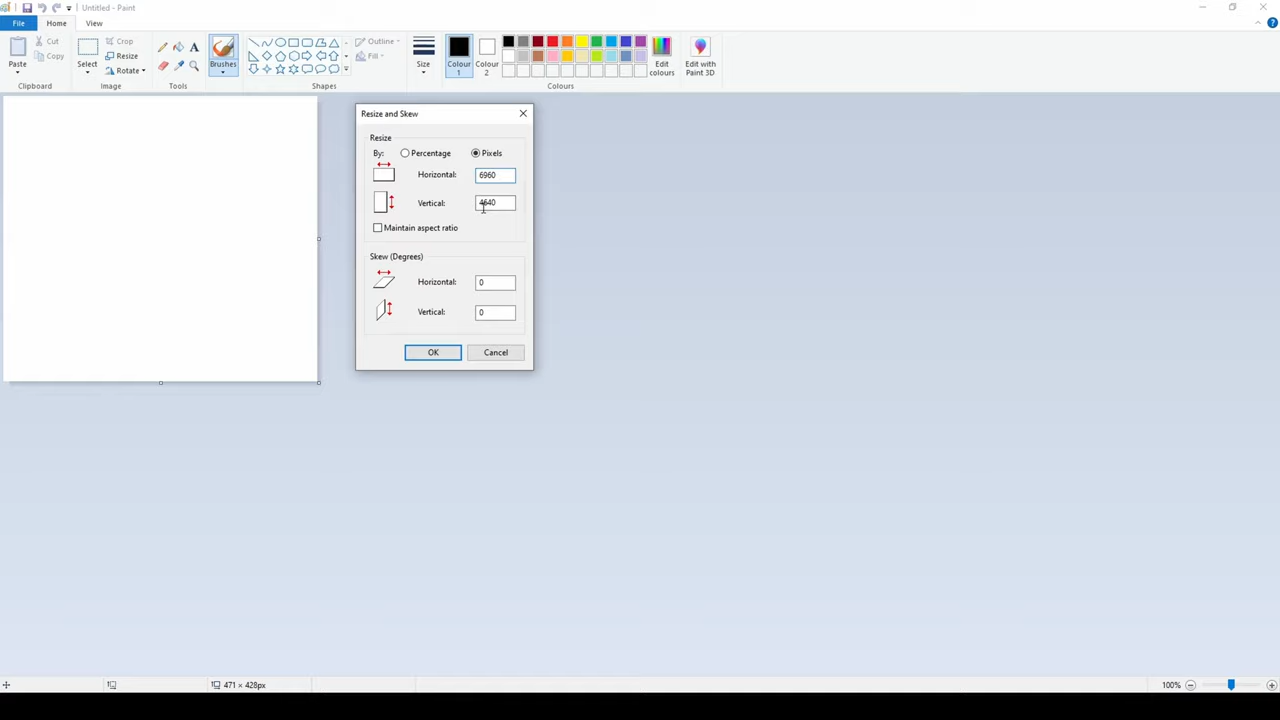 Untitled - Paint
File
Home
View
Paste
Cut
Copy
Clipboard
Select
Crop
Resize
Rotate
Image
A
Tools
Brushes
Shapes
Outline
Fill
Size
Colour 1
Colour 2
Colours
Edit colours
Edit with Paint 3D
Resize and Skew
Resize
By:
Percentage
Pixels
Horizontal:
6960
Vertical:
4640
Maintain aspect ratio
Skew (Degrees)
Horizontal:
0
Vertical:
0
OK
Cancel
471 × 428px
100%